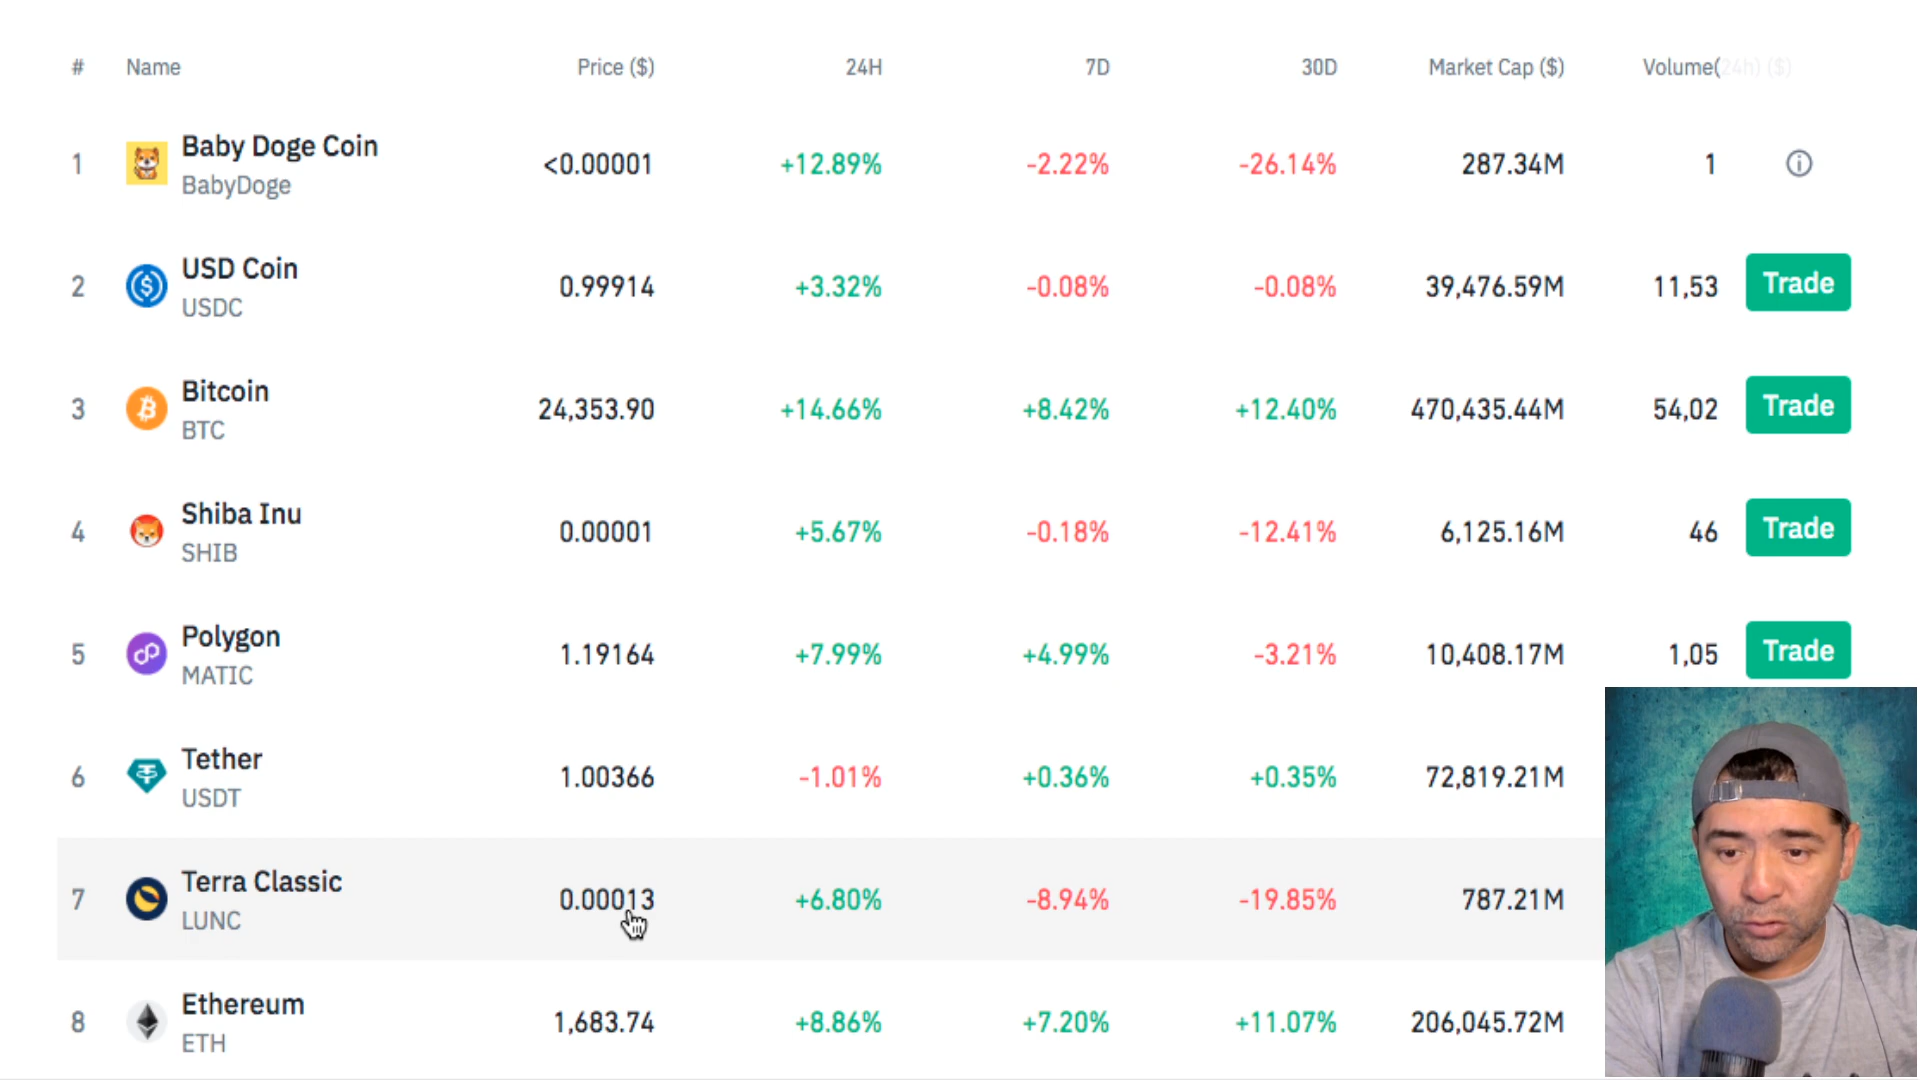 # Name Price ($) 24H 7D 30D Market Cap ($) Volume(24h) ($)
Baby Doge Coin
1 <0.00001 +12.89% -2.22% -26.14% 287.34M 1
BabyDoge
USD Coin
2 0.99914 +3.32% -0.08% -0.08% 39,476.59M 11,53 Trade
USDC
Bitcoin
3 24,353.90 +14.66% +8.42% +12.40% 470,435.44M 54,02 Trade
BTC
Shiba Inu
4 0.00001 +5.67% -0.18% -12.41% 6,125.16M 46 Trade
SHIB
Polygon
5 1.19164 +7.99% +4.99% -3.21% 10,408.17M 1,05 Trade
MATIC
Tether
6 1.00366 -1.01% +0.36% +0.35% 72,819.21M
USDT
Terra Classic
7 0.00013 +6.80% -8.94% -19.85% 787.21M
LUNC
Ethereum
8 1,683.74 +8.86% +7.20% +11.07% 206,045.72M
ETH